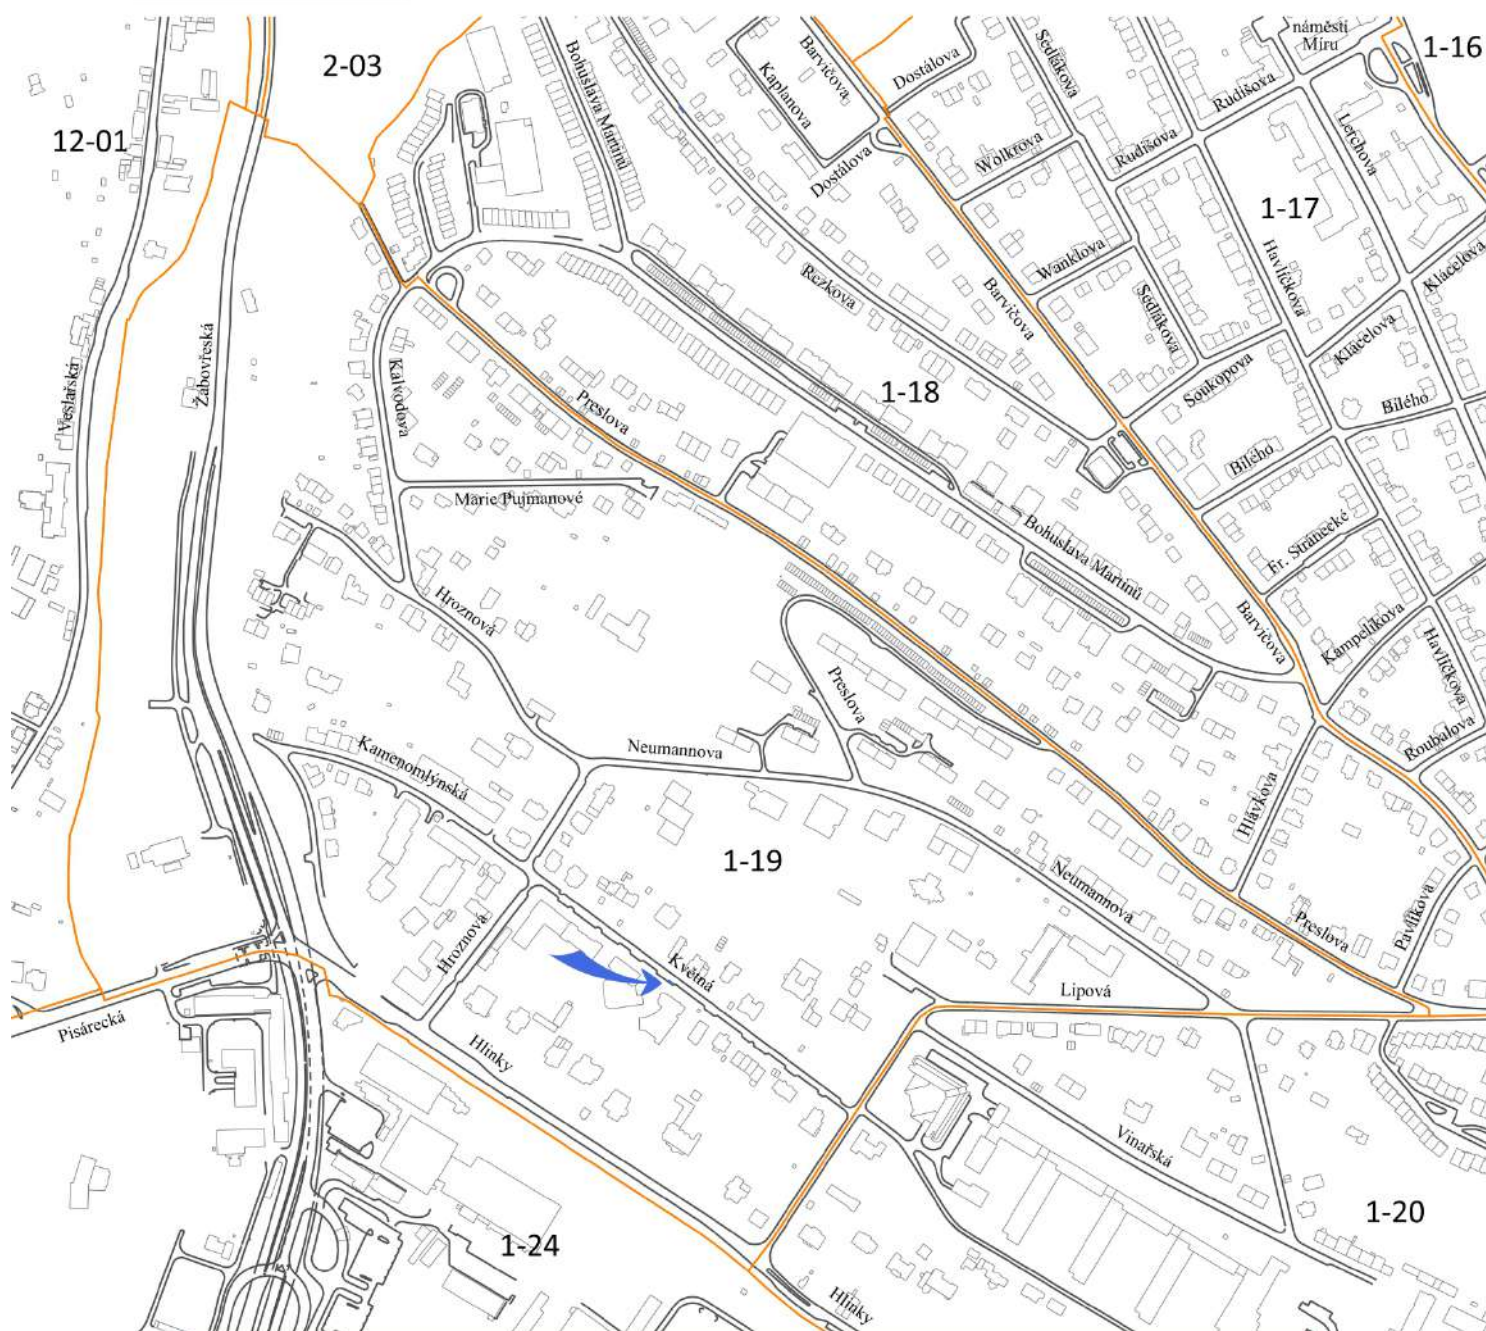 náměstí
Míru
1-16
2-03
Bohuslava Martinů
Barvičova
Kaplanova
Dostálova
Sedlákova
Rudišova
Lerchova
12-01
Wolkrova
Rudišova
Dostálova
1-17
Wanklova
Havlíčkova
Klácelova
Rezkova
Barvičova
Sedlákova
Klácelova
Veslařská
Žabovřeská
Kalvodova
Preslova
1-18
Soukopova
Bílého
Bílého
Marie Pujmanové
Bohuslava Martinů
Fr. Stránecké
Hroznová
Barvičova
Kampelíkova
Havlíčkova
Preslova
Roubalova
Kamenomlýnská
Neumannova
Hlávkova
1-19
Neumannova
Hroznová
Květná
Preslova
Pavlíkova
Lipová
Pisárecká
Hlinky
Vinařská
1-24
1-20
Hlinky